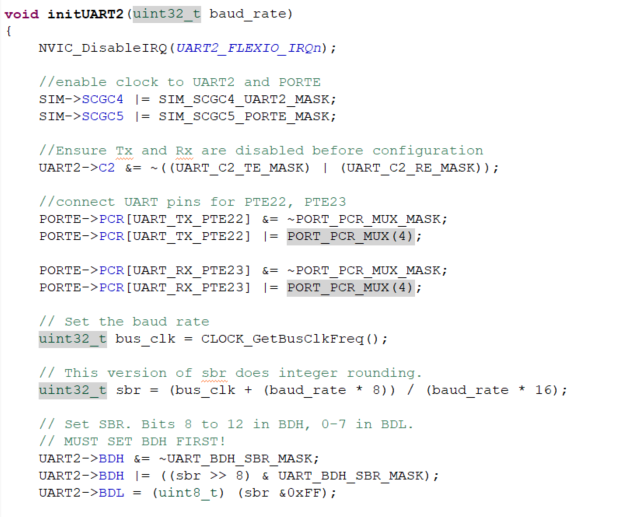 void initUART2(uint32_t baud_rate)
{
NVIC_DisableIRQ(UART2_FLEXIO_IRQn);
//enable clock to UART2 and PORTE
SIM->SCGC4 |= SIM_SCGC4_UART2_MASK;
SIM->SCGC5 |= SIM_SCGC5_PORTE_MASK;
//Ensure Tx and Rx are disabled before configuration
UART2->C2 &= ~((UART_C2_TE_MASK) | (UART_C2_RE_MASK));
//connect UART pins for PTE22, PTE23
PORTE->PCR[UART_TX_PTE22] &= ~PORT_PCR_MUX_MASK;
PORTE->PCR[UART_TX_PTE22] |= PORT_PCR_MUX(4);
PORTE->PCR[UART_RX_PTE23] &= ~PORT_PCR_MUX_MASK;
PORTE->PCR[UART_RX_PTE23] |= PORT_PCR_MUX(4);
// Set the baud rate
uint32_t bus_clk = CLOCK_GetBusClkFreq();
// This version of sbr does integer rounding.
uint32_t sbr = (bus_clk + (baud_rate * 8)) / (baud_rate * 16);
// Set SBR. Bits 8 to 12 in BDH, 0-7 in BDL.
// MUST SET BDH FIRST!
UART2->BDH &= ~UART_BDH_SBR_MASK;
UART2->BDH |= ((sbr >> 8) & UART_BDH_SBR_MASK);
UART2->BDL = (uint8_t) (sbr &0xFF);